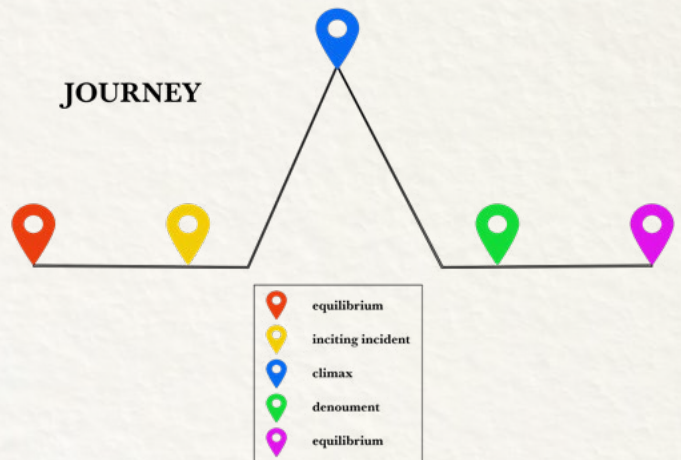 JOURNEY
equilibrium
inciting incident
climax
denoument
equilibrium